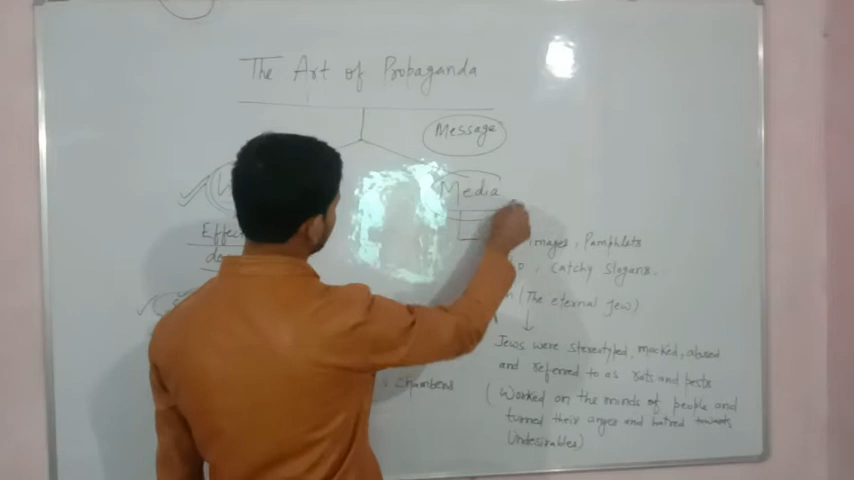 The Art of Propaganda
Message
Media
Effec
images, Pamphlets
, catchy slogans.
(The eternal Jew)
Jews were stereotyped, mocked, abused
and referred to as rats and pests
chambers
(Worked on the minds of people and
turned their anger and hatred towards
Undesirables)